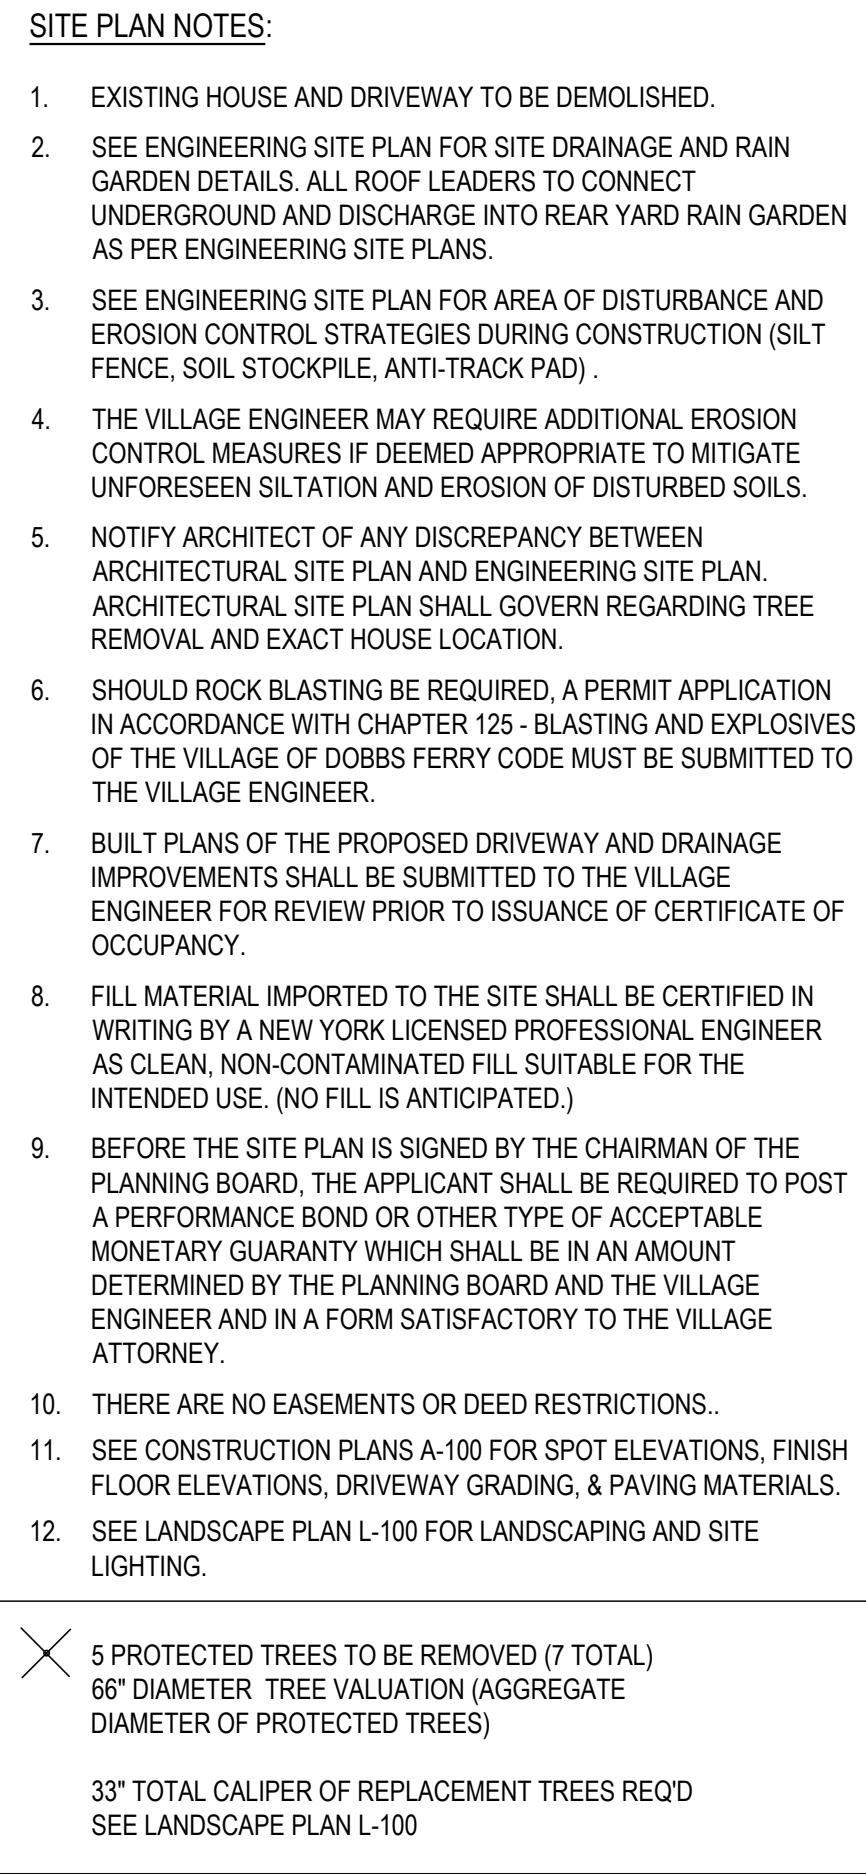 SITE PLAN NOTES:
1. EXISTING HOUSE AND DRIVEWAY TO BE DEMOLISHED.
2. SEE ENGINEERING SITE PLAN FOR SITE DRAINAGE AND RAIN
GARDEN DETAILS. ALL ROOF LEADERS TO CONNECT
UNDERGROUND AND DISCHARGE INTO REAR YARD RAIN GARDEN
AS PER ENGINEERING SITE PLANS.
3. SEE ENGINEERING SITE PLAN FOR AREA OF DISTURBANCE AND
EROSION CONTROL STRATEGIES DURING CONSTRUCTION (SILT
FENCE, SOIL STOCKPILE, ANTI-TRACK PAD) .
4. THE VILLAGE ENGINEER MAY REQUIRE ADDITIONAL EROSION
CONTROL MEASURES IF DEEMED APPROPRIATE TO MITIGATE
UNFORESEEN SILTATION AND EROSION OF DISTURBED SOILS.
5. NOTIFY ARCHITECT OF ANY DISCREPANCY BETWEEN
ARCHITECTURAL SITE PLAN AND ENGINEERING SITE PLAN.
ARCHITECTURAL SITE PLAN SHALL GOVERN REGARDING TREE
REMOVAL AND EXACT HOUSE LOCATION.
6. SHOULD ROCK BLASTING BE REQUIRED, A PERMIT APPLICATION
IN ACCORDANCE WITH CHAPTER 125 - BLASTING AND EXPLOSIVES
OF THE VILLAGE OF DOBBS FERRY CODE MUST BE SUBMITTED TO
THE VILLAGE ENGINEER.
7. BUILT PLANS OF THE PROPOSED DRIVEWAY AND DRAINAGE
IMPROVEMENTS SHALL BE SUBMITTED TO THE VILLAGE
ENGINEER FOR REVIEW PRIOR TO ISSUANCE OF CERTIFICATE OF
OCCUPANCY.
8. FILL MATERIAL IMPORTED TO THE SITE SHALL BE CERTIFIED IN
WRITING BY A NEW YORK LICENSED PROFESSIONAL ENGINEER
AS CLEAN, NON-CONTAMINATED FILL SUITABLE FOR THE
INTENDED USE. (NO FILL IS ANTICIPATED.)
9. BEFORE THE SITE PLAN IS SIGNED BY THE CHAIRMAN OF THE
PLANNING BOARD, THE APPLICANT SHALL BE REQUIRED TO POST
A PERFORMANCE BOND OR OTHER TYPE OF ACCEPTABLE
MONETARY GUARANTY WHICH SHALL BE IN AN AMOUNT
DETERMINED BY THE PLANNING BOARD AND THE VILLAGE
ENGINEER AND IN A FORM SATISFACTORY TO THE VILLAGE
ATTORNEY.
10. THERE ARE NO EASEMENTS OR DEED RESTRICTIONS..
11. SEE CONSTRUCTION PLANS A-100 FOR SPOT ELEVATIONS, FINISH
FLOOR ELEVATIONS, DRIVEWAY GRADING, & PAVING MATERIALS.
12. SEE LANDSCAPE PLAN L-100 FOR LANDSCAPING AND SITE
LIGHTING.
5 PROTECTED TREES TO BE REMOVED (7 TOTAL)
66" DIAMETER TREE VALUATION (AGGREGATE
DIAMETER OF PROTECTED TREES)
33" TOTAL CALIPER OF REPLACEMENT TREES REQ'D
SEE LANDSCAPE PLAN L-100